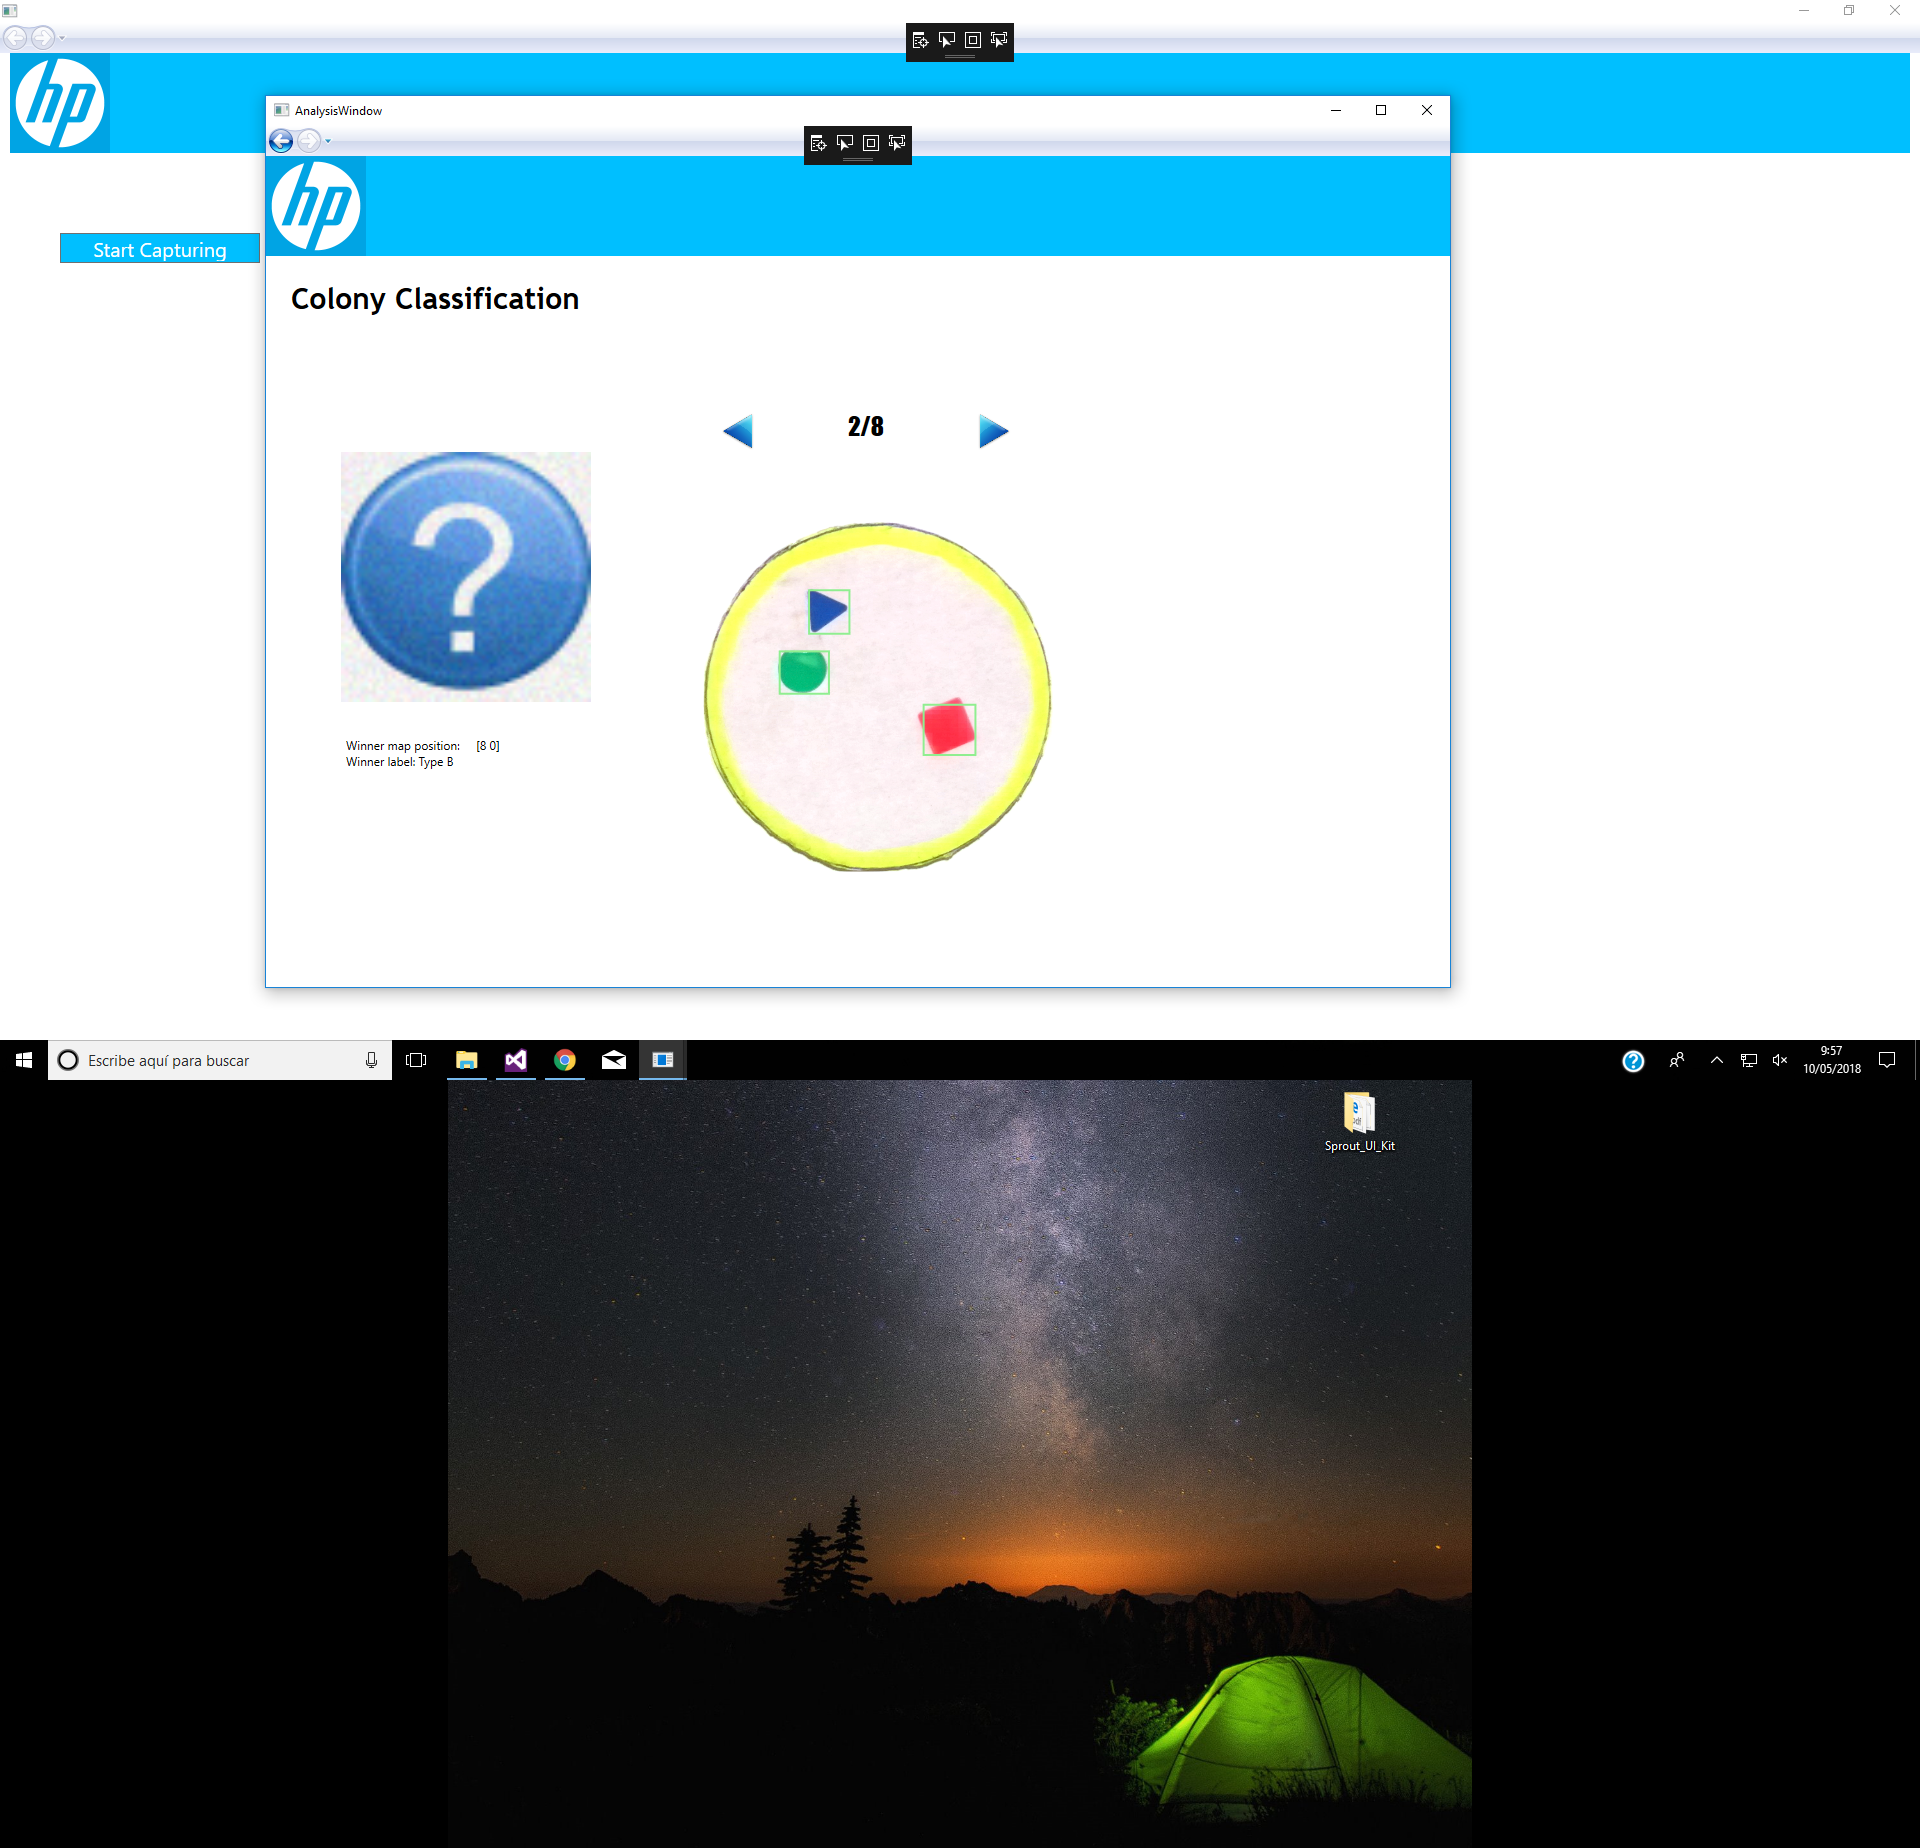 hp
AnalysisWindow
hp
Start Capturing
Colony Classification
2/8
?
Winner map position: [8 0]
Winner label: Type B
Escribe aquí para buscar
?
9:57
10/05/2018
Sprout_UI_Kit